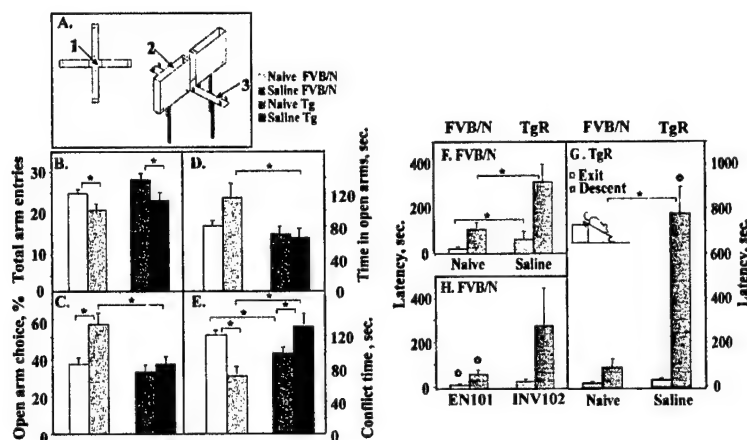 A.
1
2
3
Naive FVB/N
Saline FVB/N
Naive Tg
Saline Tg
B.
Total arm entries
30
20
10
0
*
*
D.
Time in open arms, sec.
120
80
40
0
*
C.
Open arm choice, %
60
40
20
0
*
*
E.
Conflict time , sec.
120
80
40
0
*
*
*
*
FVB/N TgR FVB/N TgR
F. FVB/N
Latency, sec.
400
200
0
*
*
Naive Saline
G . TgR
Exit
Descent
*
Latency, sec.
1000
800
600
400
200
0
Naive Saline
H. FVB/N
400
200
0
EN101 INV102